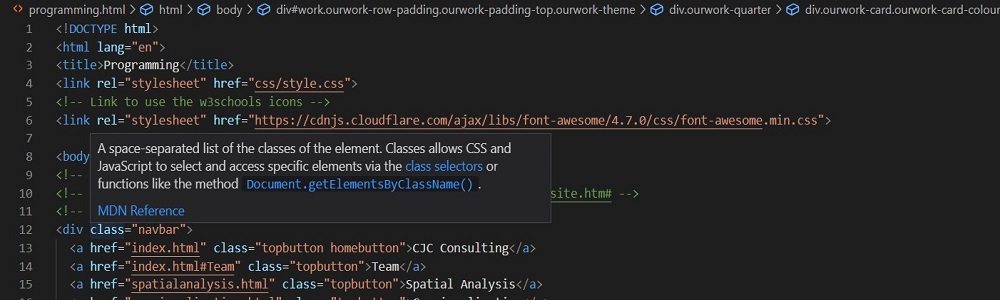 programming.html > html > body > div#work.ourwork-row-padding.ourwork-padding-top.ourwork-theme > div.ourwork-quarter > div.ourwork-card.ourwork-card-colour
1 <!DOCTYPE html>
2 <html lang="en">
3 <title>Programming</title>
4 <link rel="stylesheet" href="css/style.css">
5 <!-- Link to use the w3schools icons -->
6 <link rel="stylesheet" href="https://cdnjs.cloudflare.com/ajax/libs/font-awesome/4.7.0/css/font-awesome.min.css">
7
A space-separated list of the classes of the element. Classes allows CSS and
8 <body
JavaScript to select and access specific elements via the class selectors or
9 <!--
functions like the method Document.getElementsByClassName().
10 <!-- site.htm# -->
MDN Reference
11 <!--
12 <div class="navbar">
13 <a href="index.html" class="topbutton homebutton">CJC Consulting</a>
14 <a href="index.html#Team" class="topbutton">Team</a>
15 <a href="spatialanalysis.html" class="topbutton">Spatial Analysis</a>